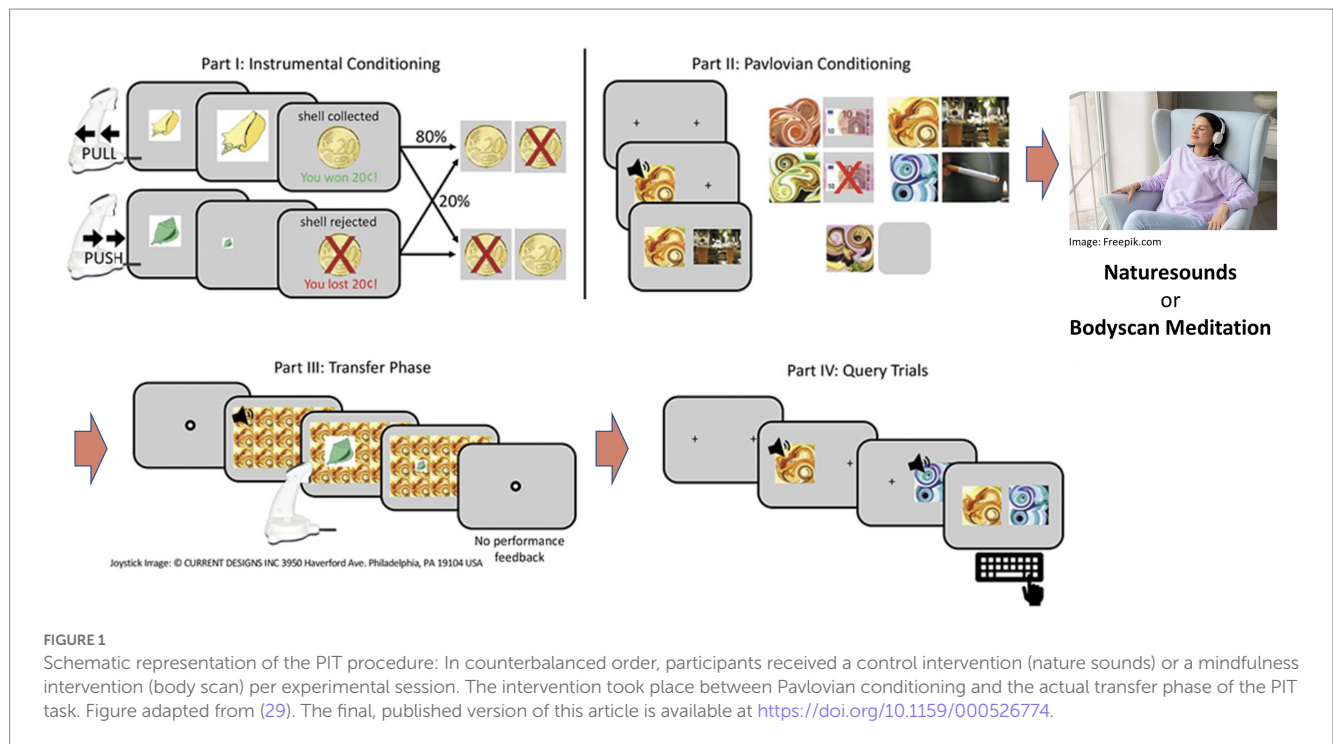 Part I: Instrumental Conditioning
PULL
shell collected
20
You won 20¢!
80%
20%
PUSH
shell rejected
You lost 20¢!
Part II: Pavlovian Conditioning
10
10
Image: Freepik.com
Naturesounds
or
Bodyscan Meditation
Part III: Transfer Phase
No performance
feedback
Joystick Image: © CURRENT DESIGNS INC 3950 Haverford Ave. Philadelphia, PA 19104 USA
Part IV: Query Trials
FIGURE 1
Schematic representation of the PIT procedure: In counterbalanced order, participants received a control intervention (nature sounds) or a mindfulness
intervention (body scan) per experimental session. The intervention took place between Pavlovian conditioning and the actual transfer phase of the PIT
task. Figure adapted from (29). The final, published version of this article is available at https://doi.org/10.1159/000526774.